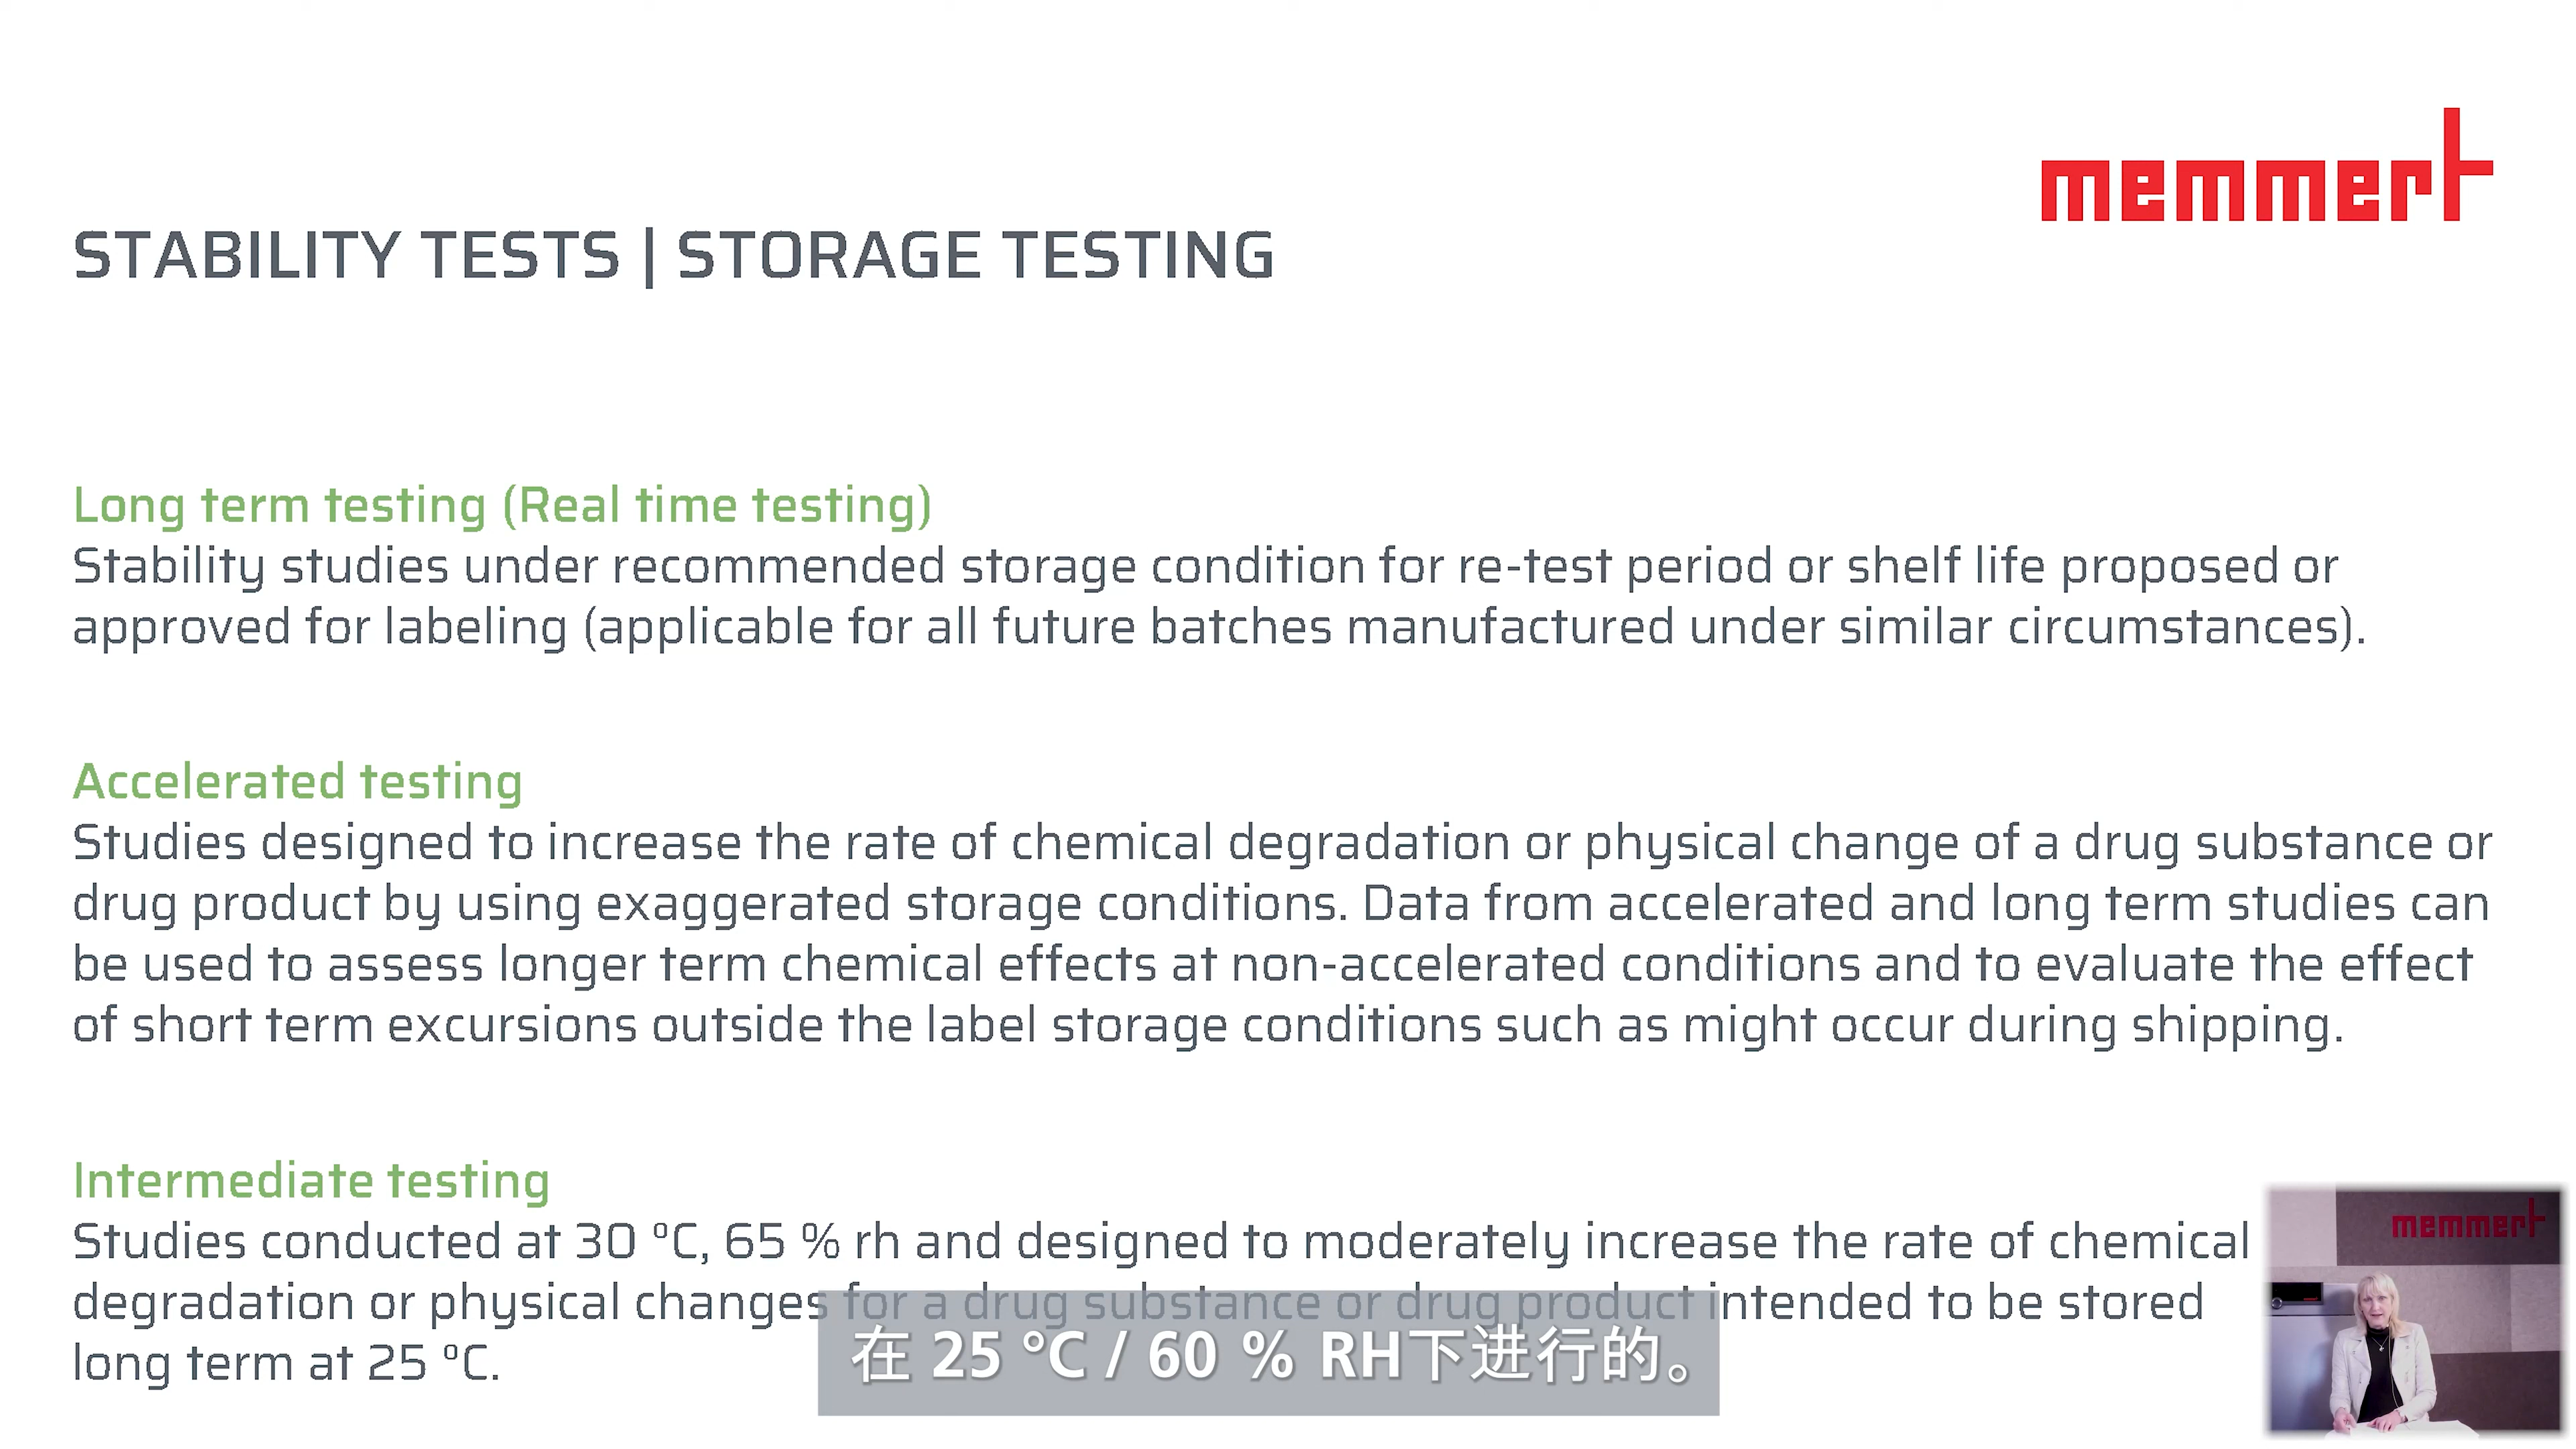 memmert
STABILITY TESTS | STORAGE TESTING
Long term testing (Real time testing)
Stability studies under recommended storage condition for re-test period or shelf life proposed or
approved for labeling (applicable for all future batches manufactured under similar circumstances).
Accelerated testing
Studies designed to increase the rate of chemical degradation or physical change of a drug substance or
drug product by using exaggerated storage conditions. Data from accelerated and long term studies can
be used to assess longer term chemical effects at non-accelerated conditions and to evaluate the effect
of short term excursions outside the label storage conditions such as might occur during shipping.
Intermediate testing
Studies conducted at 30 °C, 65 % rh and designed to moderately increase the rate of chemical
degradation or physical changes for a drug substance or drug product intended to be stored
long term at 25 °C.
在 25 °C / 60 % RH下进行的。
memmert